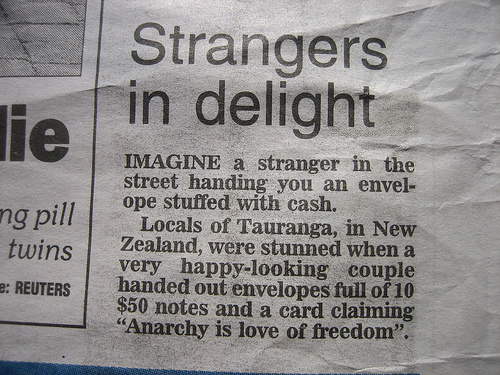 Strangers
in delight
IMAGINE a stranger in the
street handing you an envel-
ope stuffed with cash.
Locals of Tauranga, in New
Zealand, were stunned when a
very happy-looking couple
handed out envelopes full of 10
$50 notes and a card claiming
“Anarchy is love of freedom”.
lie
ng pill
twins
e: REUTERS